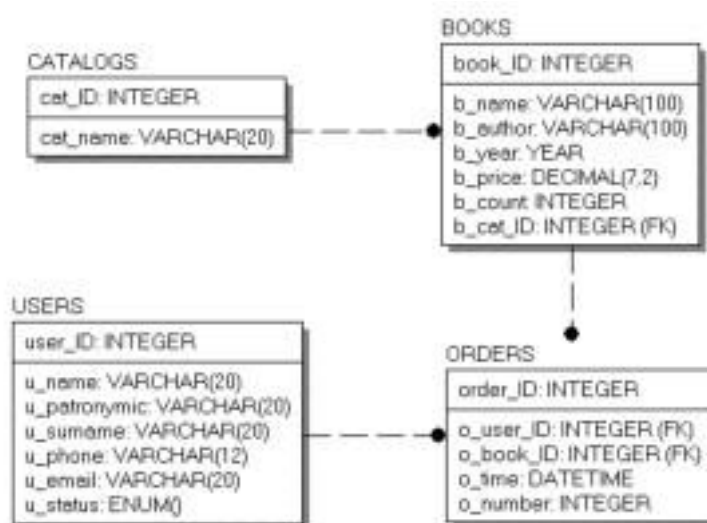 CATALOGS
cat_ID: INTEGER
cat_name: VARCHAR(20)
BOOKS
book_ID: INTEGER
b_name: VARCHAR(100)
b_author: VARCHAR(100)
b_year: YEAR
b_price: DECIMAL(7,2)
b_count: INTEGER
b_cat_ID: INTEGER (FK)
USERS
user_ID: INTEGER
u_name: VARCHAR(20)
u_patronymic: VARCHAR(20)
u_surname: VARCHAR(20)
u_phone: VARCHAR(12)
u_email: VARCHAR(20)
u_status: ENUM()
ORDERS
order_ID: INTEGER
o_user_ID: INTEGER (FK)
o_book_ID: INTEGER (FK)
o_time: DATETIME
o_number: INTEGER